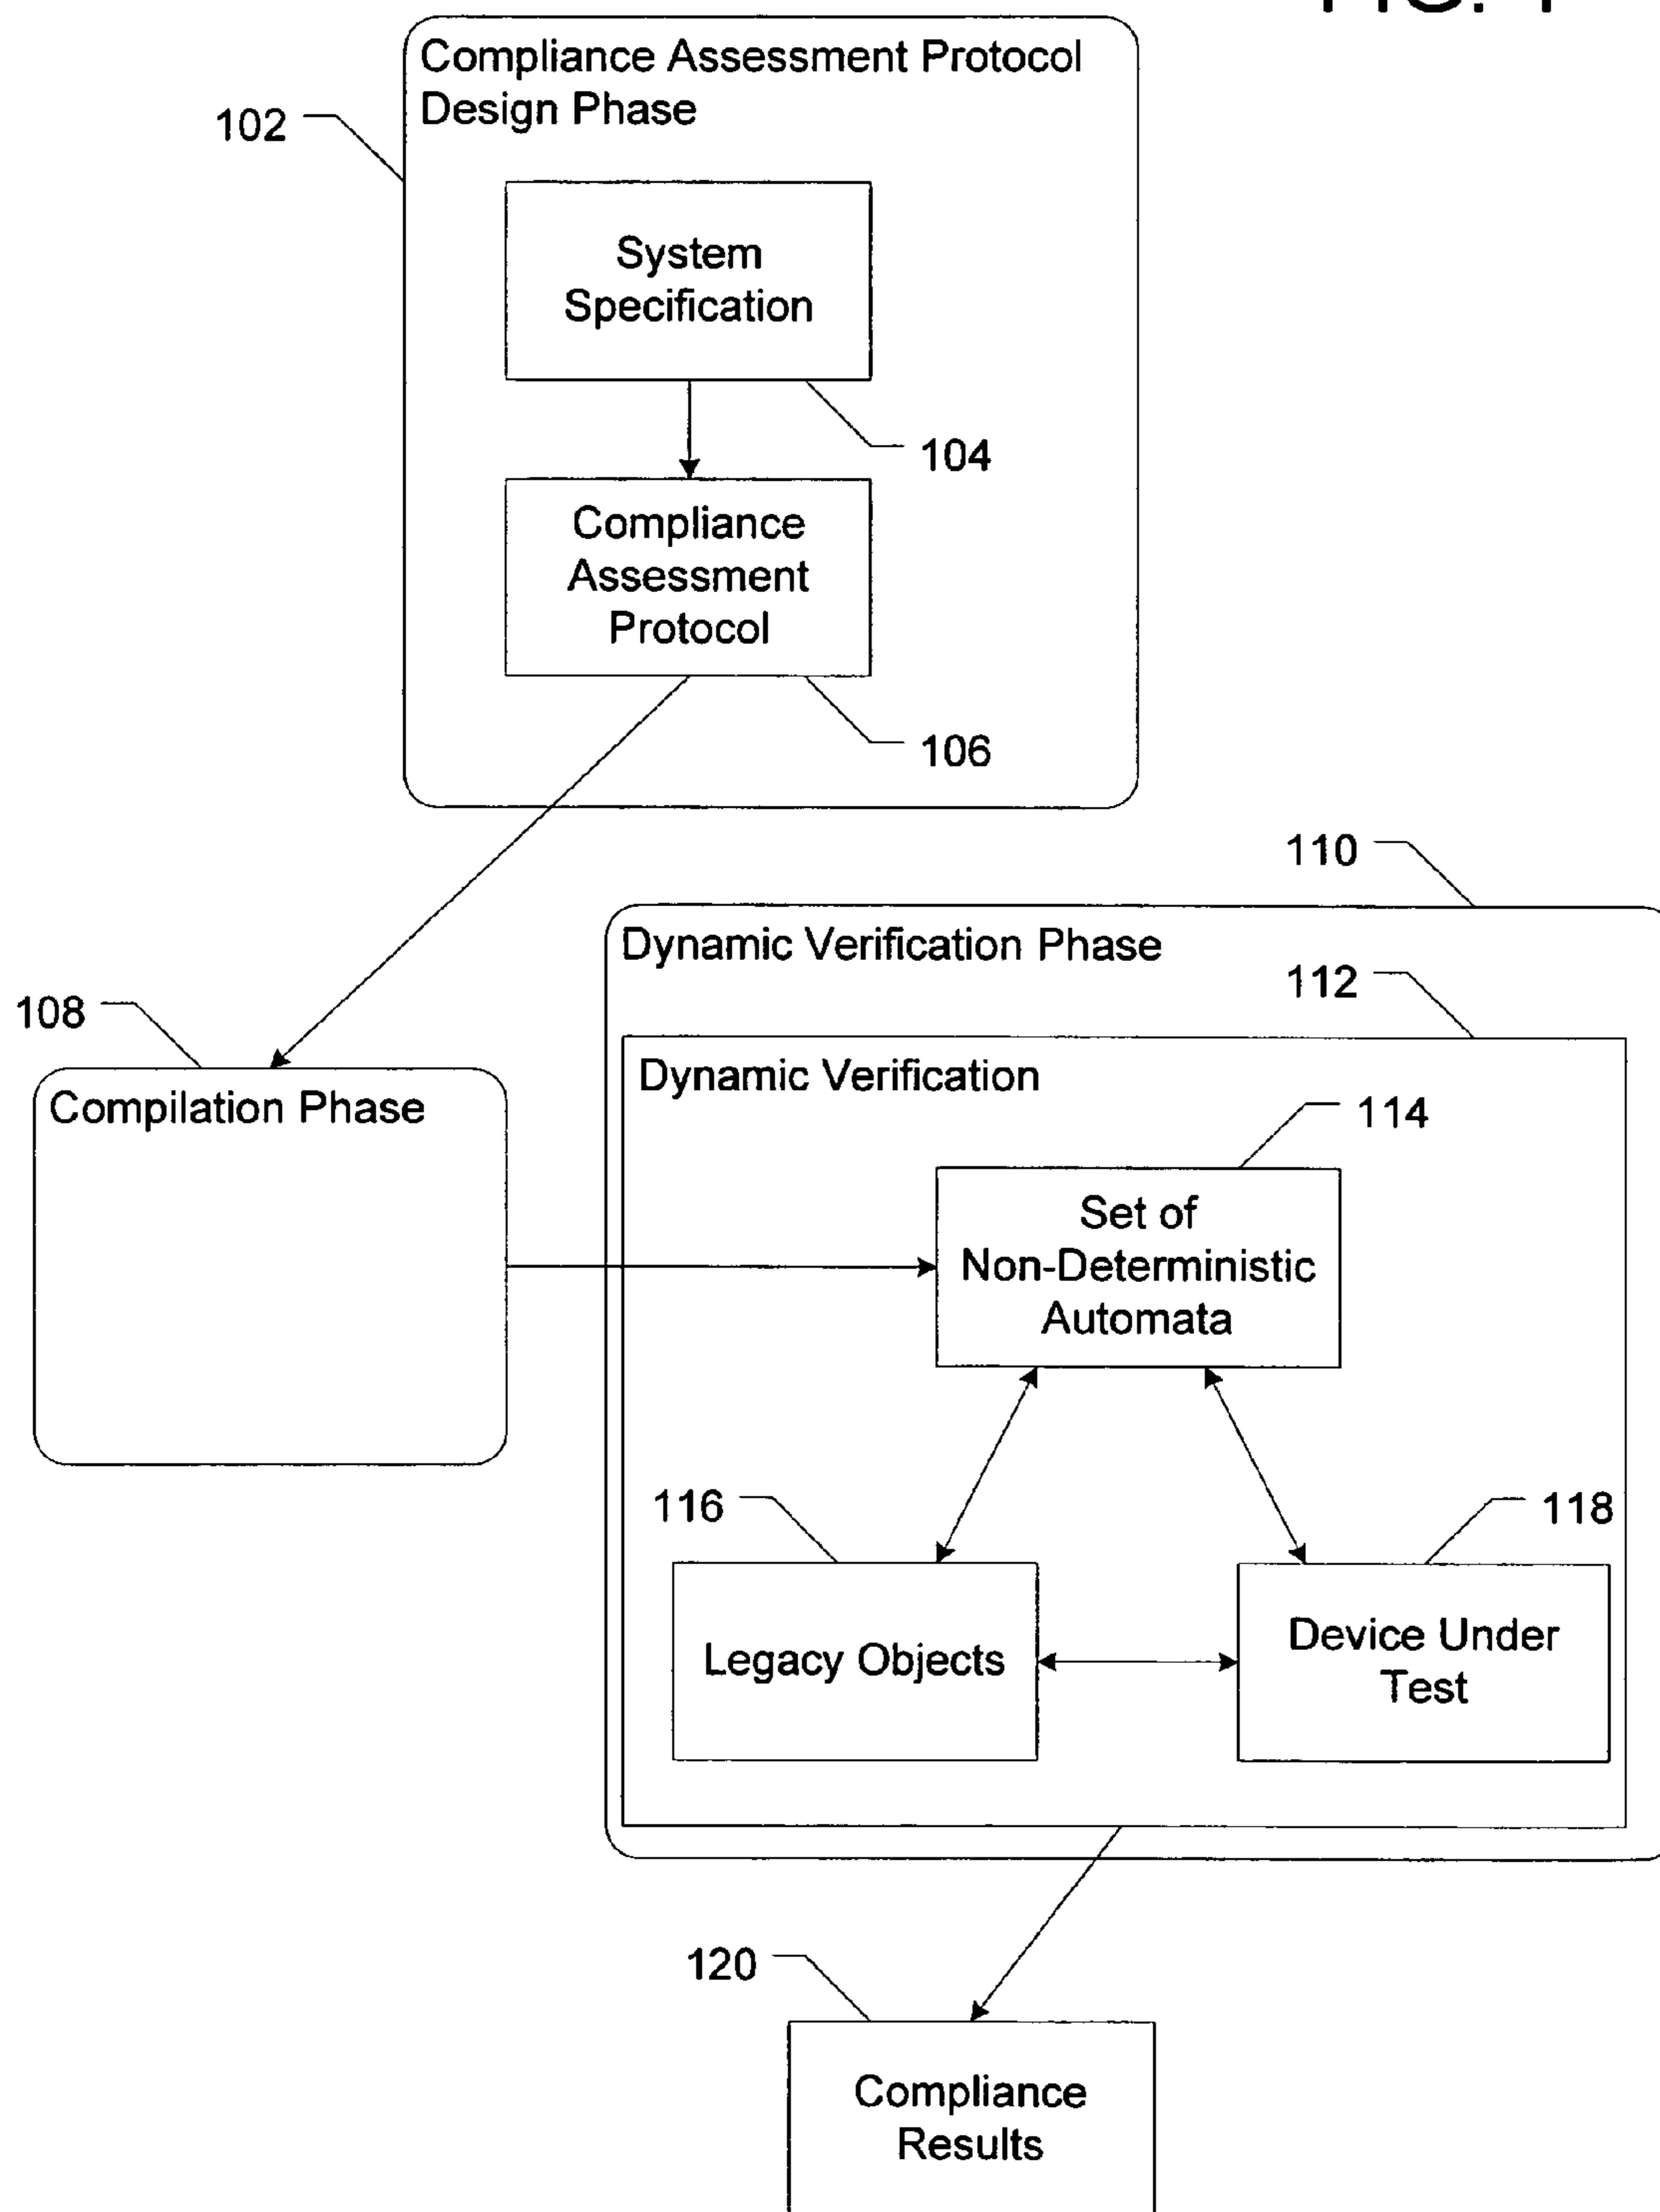 FIG. 1
Compliance Assessment Protocol
Design Phase
102
System
Specification
104
Compliance
Assessment
Protocol
106
110
Dynamic Verification Phase
112
108
Compilation Phase
Dynamic Verification
114
Set of
Non-Deterministic
Automata
116
118
Legacy Objects
Device Under
Test
120
Compliance
Results